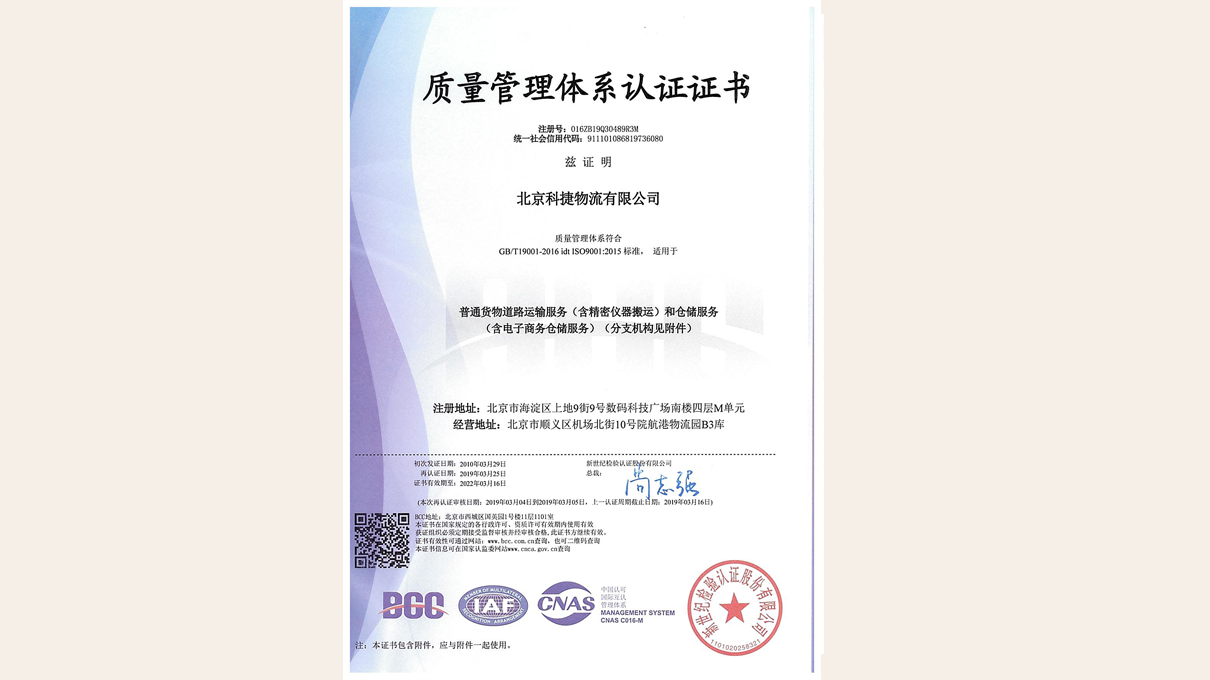 质量管理体系认证证书
注册号：016ZB19Q30489R3M
统一社会信用代码：911101086819736080
兹 证 明
北京科捷物流有限公司
质量管理体系符合
GB/T19001-2016 idt ISO9001:2015 标准， 适用于
普通货物道路运输服务（含精密仪器搬运）和仓储服务
（含电子商务仓储服务）（分支机构见附件）
注册地址：北京市海淀区上地9街9号数码科技广场南楼四层M单元
经营地址：北京市顺义区机场北街10号院航港物流园B3库
初次发证日期：2010年03月29日
再认证日期：2019年03月25日
证书有效期至：2022年03月16日
新世纪检验认证股份有限公司
总裁：
尚志强
(本次再认证审核日期：2019年03月04日到2019年03月05日，上一认证周期截止日期：2019年03月16日)
BCC地址：北京市西城区国英园1号楼11层1101室
本证书在国家规定的各行政许可、资质许可有效期内使用有效
获证组织必须定期接受监督审核并经审核合格,此证书方继续有效。
证书有效性可通过网站：www.bcc.com.cn查询，也可二维码查询
本证书信息可在国家认监委网站www.cnca.gov.cn查询
BCC
MEMBER OF MULTILATERAL
IAF
RECOGNITION ARRANGEMENT
CNAS
中国认可
国际互认
管理体系
MANAGEMENT SYSTEM
CNAS C016-M
新世纪检验认证股份有限公司
1101020258321
注：本证书包含附件，应与附件一起使用。